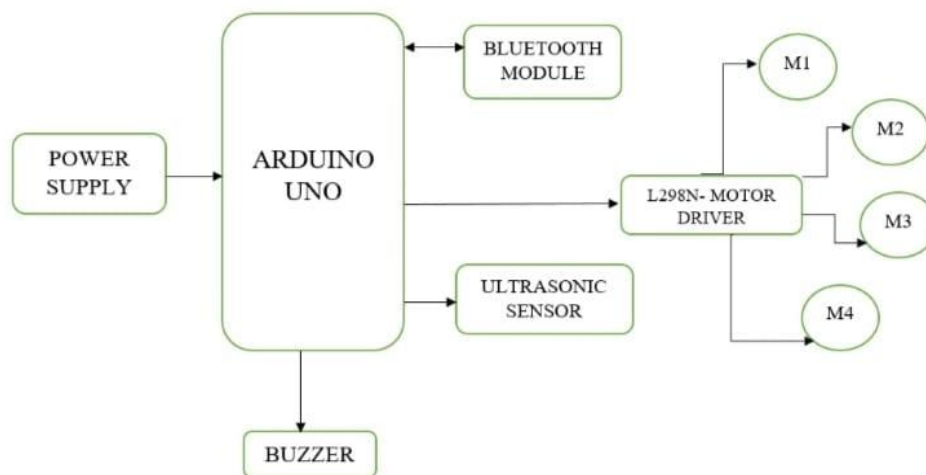 BLUETOOTH
MODULE
M1
M2
POWER
SUPPLY
ARDUINO
UNO
L298N- MOTOR
DRIVER
M3
ULTRASONIC
SENSOR
M4
BUZZER